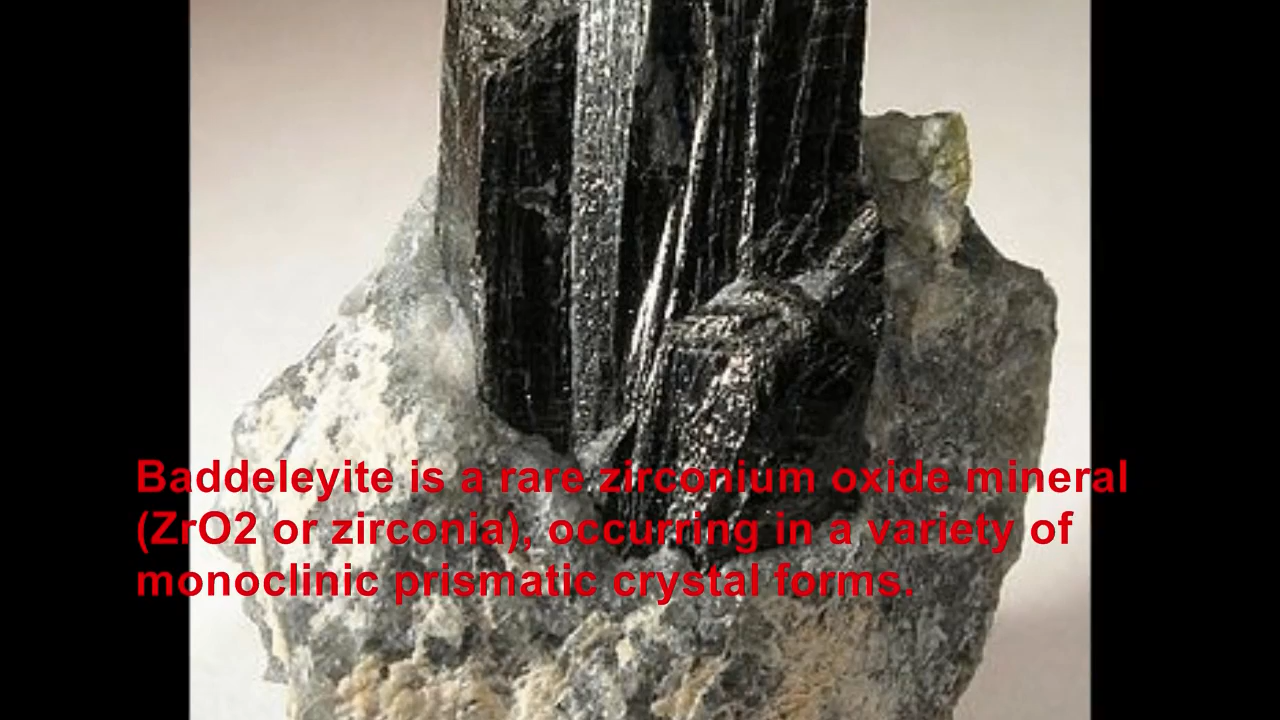 Baddeleyite is a rare zirconium oxide mineral
(ZrO2 or zirconia), occurring in a variety of
monoclinic prismatic crystal forms.